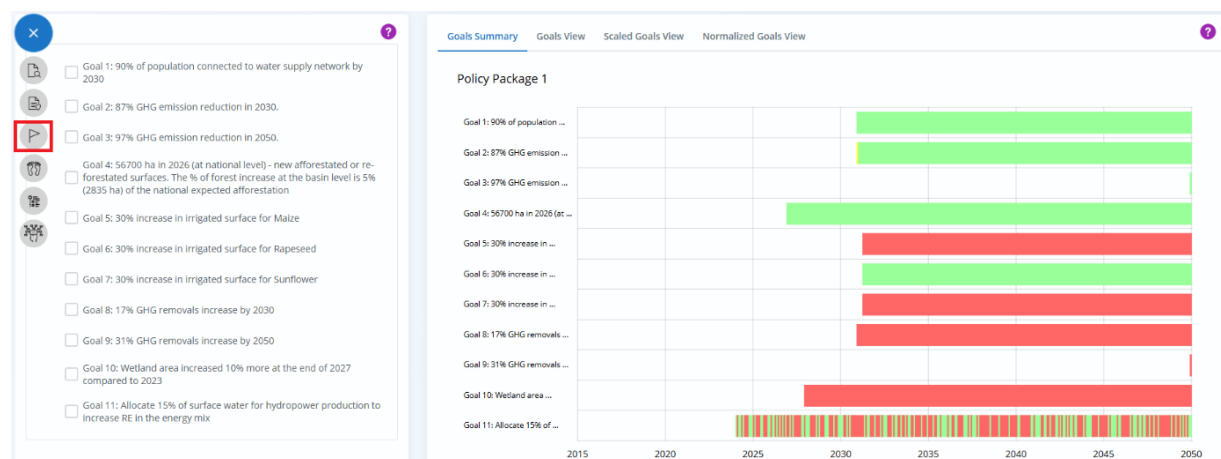 Goal 1: 90% of population connected to water supply network by
2030
Goal 2: 87% GHG emission reduction in 2030.
Goal 3: 97% GHG emission reduction in 2050.
Goal 4: 56700 ha in 2026 (at national level) - new afforestated or re-
forestated surfaces. The % of forest increase at the basin level is 5%
(2835 ha) of the national expected afforestation
Goal 5: 30% increase in irrigated surface for Maize
Goal 6: 30% increase in irrigated surface for Rapeseed
Goal 7: 30% increase in irrigated surface for Sunflower
Goal 8: 17% GHG removals increase by 2030
Goal 9: 31% GHG removals increase by 2050
Goal 10: Wetland area increased 10% more at the end of 2027
compared to 2023
Goal 11: Allocate 15% of surface water for hydropower production to
increase RE in the energy mix
Goals Summary Goals View Scaled Goals View Normalized Goals View
Policy Package 1
Goal 1: 90% of population ...
Goal 2: 87% GHG emission ...
Goal 3: 97% GHG emission ...
Goal 4: 56700 ha in 2026 (at ...
Goal 5: 30% increase in ...
Goal 6: 30% increase in ...
Goal 7: 30% increase in ...
Goal 8: 17% GHG removals ...
Goal 9: 31% GHG removals ...
Goal 10: Wetland area ...
Goal 11: Allocate 15% of ...
2015 2020 2025 2030 2035 2040 2045 2050